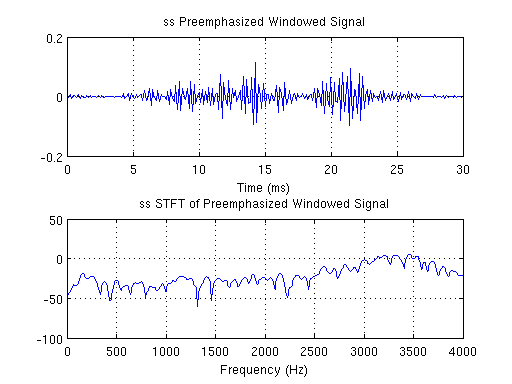 ss Preemphasized Windowed Signal
0.2
0
-0.2
0 5 10 15 20 25 30
Time (ms)
ss STFT of Preemphasized Windowed Signal
50
0
-50
-100
0 500 1000 1500 2000 2500 3000 3500 4000
Frequency (Hz)